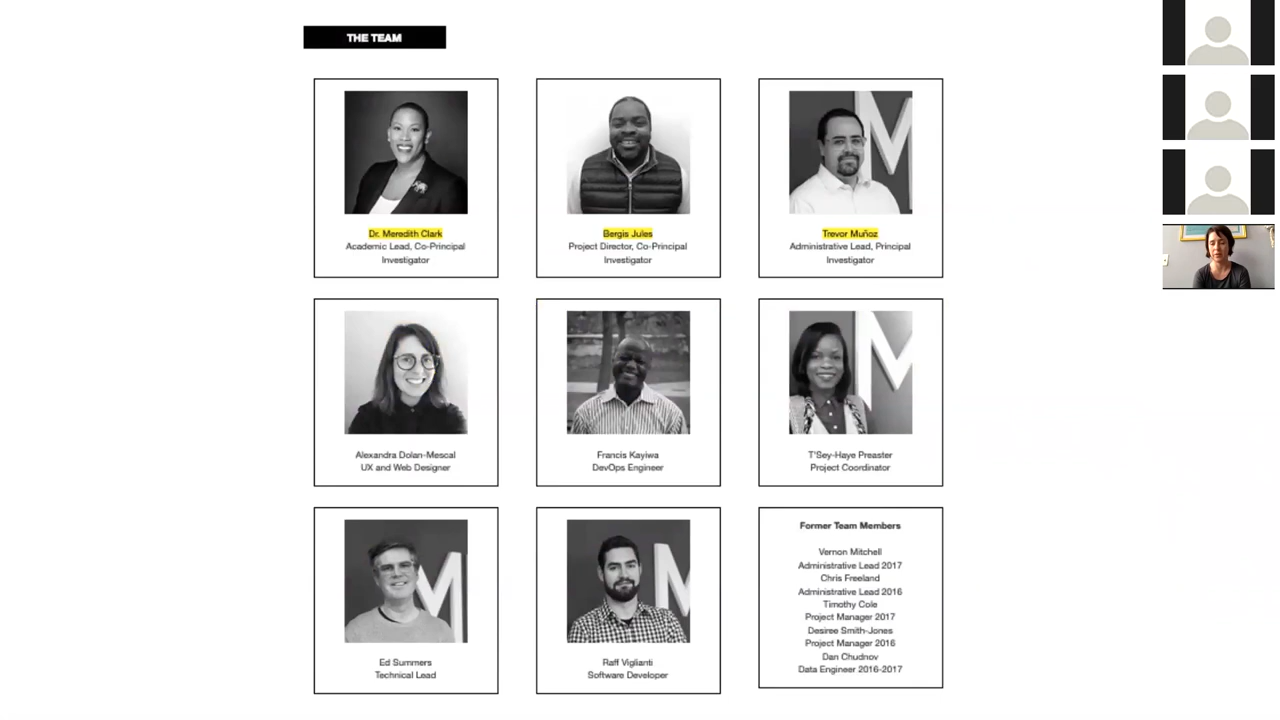 THE TEAM
Dr. Meredith Clark
Academic Lead, Co-Principal
Investigator
Bergis Jules
Project Director, Co-Principal
Investigator
Trevor Muñoz
Administrative Lead, Principal
Investigator
Alexandra Dolan-Mescal
UX and Web Designer
Francis Kayiwa
DevOps Engineer
T'Sey-Haye Preaster
Project Coordinator
Ed Summers
Technical Lead
Raff Viglianti
Software Developer
Former Team Members
Vernon Mitchell
Administrative Lead 2017
Chris Freeland
Administrative Lead 2016
Timothy Cole
Project Manager 2017
Desiree Smith-Jones
Project Manager 2016
Dan Chudnov
Data Engineer 2016-2017